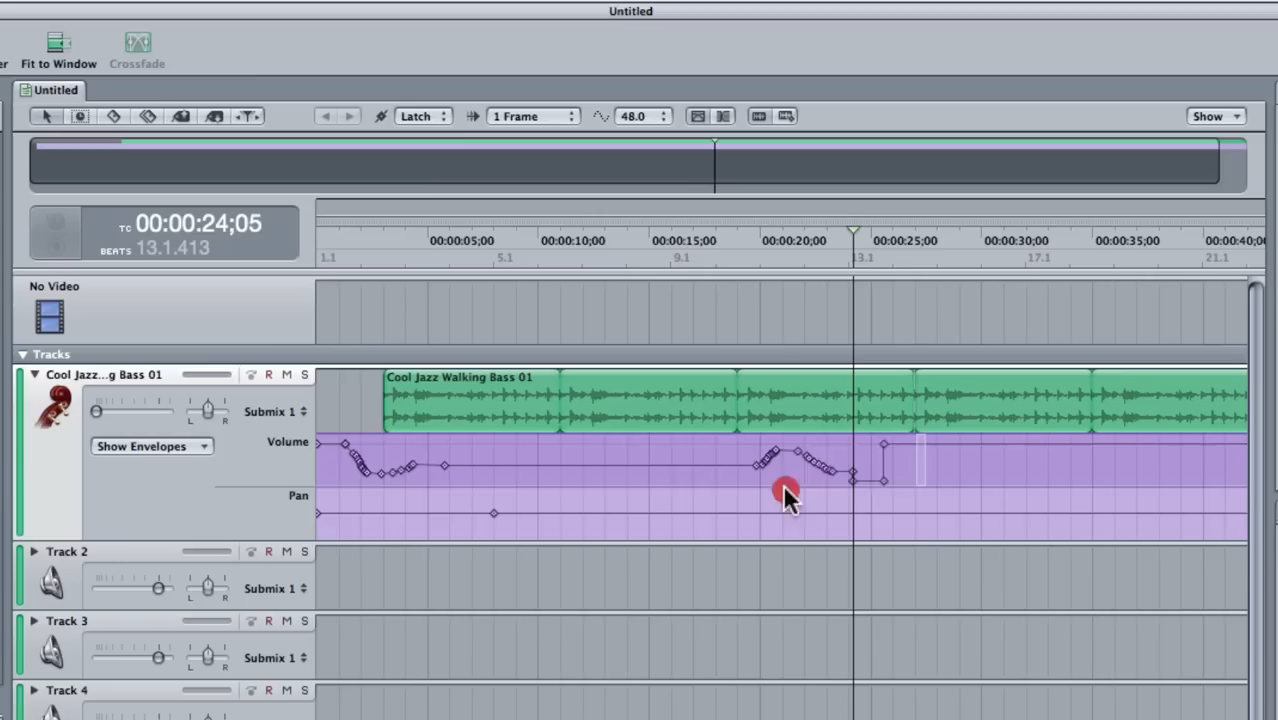 Untitled
er Fit to Window Crossfade
Untitled
Latch 1 Frame 48.0 Show
TC 00:00:24;05
BEATS 13.1.413
00:00:05;00 00:00:10;00 00:00:15;00 00:00:20;00 00:00:25;00 00:00:30;00 00:00:35;00 00:00:40;00
1.1 5.1 9.1 13.1 17.1 21.1
No Video
Tracks
Cool Jazz...g Bass 01 R M S
Cool Jazz Walking Bass 01
L R Submix 1
Show Envelopes Volume
Pan
Track 2 R M S
L R Submix 1
Track 3 R M S
L R Submix 1
Track 4 R M S